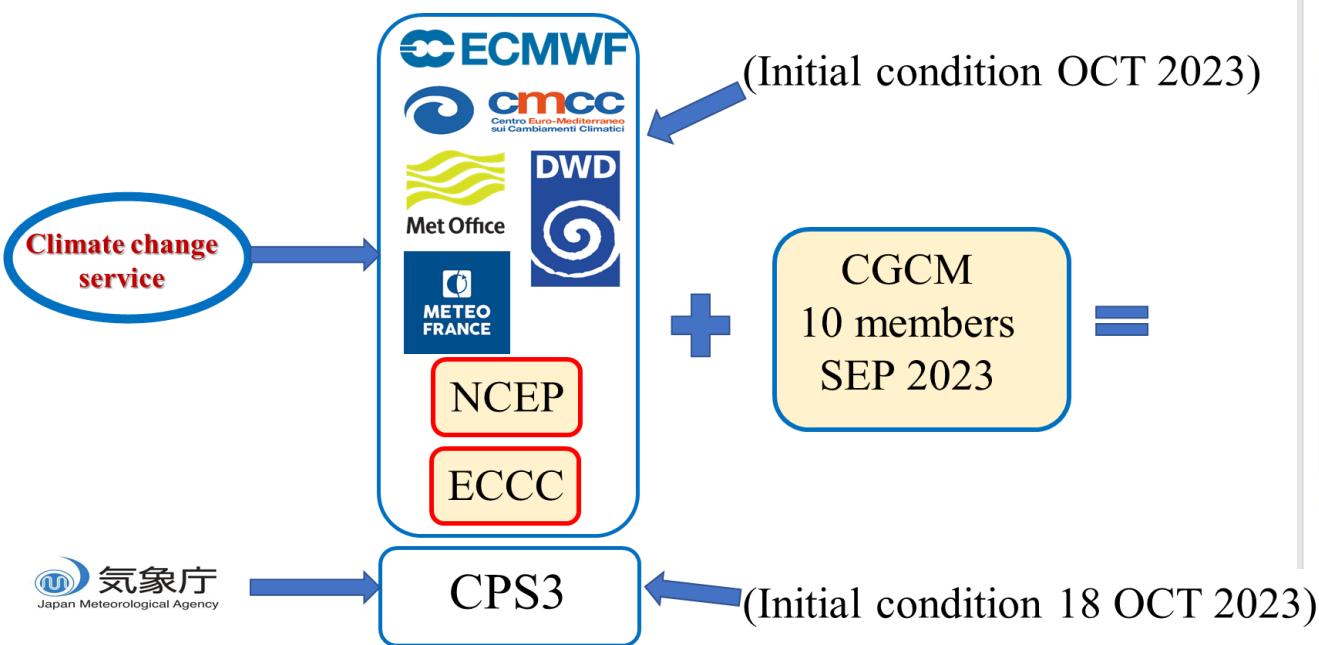 ECMWF
(Initial condition OCT 2023)
cmcc
Centro Euro-Mediterraneo
sui Cambiamenti Climatici
DWD
Met Office
Climate change
service
METEO
FRANCE
CGCM
10 members
SEP 2023
NCEP
ECCC
気象庁
Japan Meteorological Agency
CPS3
(Initial condition 18 OCT 2023)